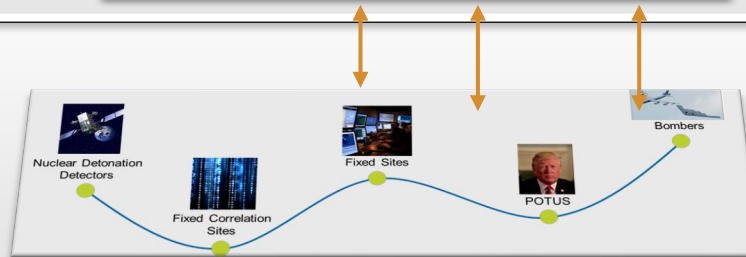 Nuclear Detonation
Detectors
Fixed Correlation
Sites
Fixed Sites
POTUS
Bombers